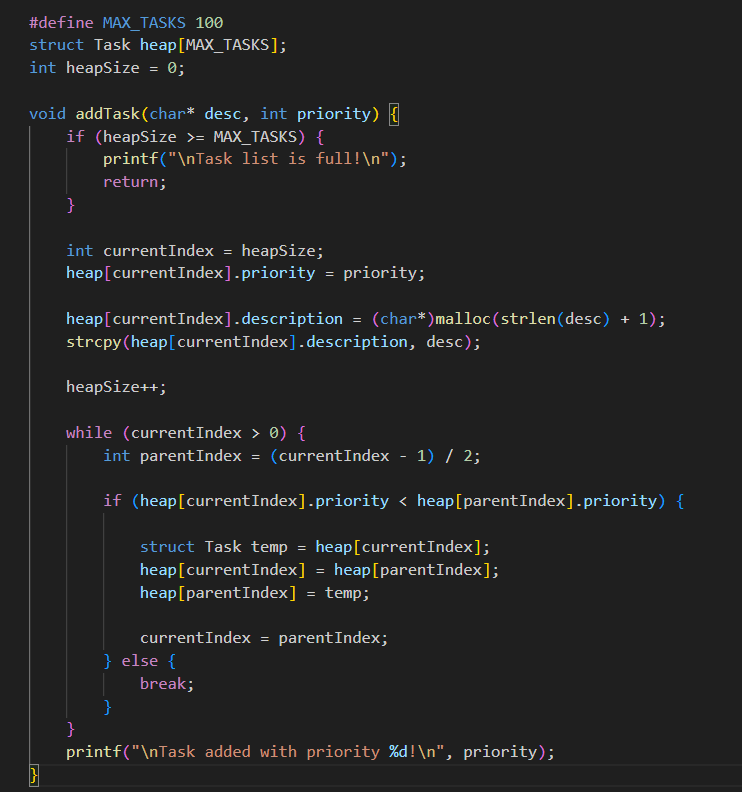 #define MAX_TASKS 100
struct Task heap[MAX_TASKS];
int heapSize = 0;

void addTask(char* desc, int priority) {
    if (heapSize >= MAX_TASKS) {
        printf("\nTask list is full!\n");
        return;
    }

    int currentIndex = heapSize;
    heap[currentIndex].priority = priority;

    heap[currentIndex].description = (char*)malloc(strlen(desc) + 1);
    strcpy(heap[currentIndex].description, desc);

    heapSize++;

    while (currentIndex > 0) {
        int parentIndex = (currentIndex - 1) / 2;

        if (heap[currentIndex].priority < heap[parentIndex].priority) {

            struct Task temp = heap[currentIndex];
            heap[currentIndex] = heap[parentIndex];
            heap[parentIndex] = temp;

            currentIndex = parentIndex;
        } else {
            break;
        }
    }
    printf("\nTask added with priority %d!\n", priority);
}